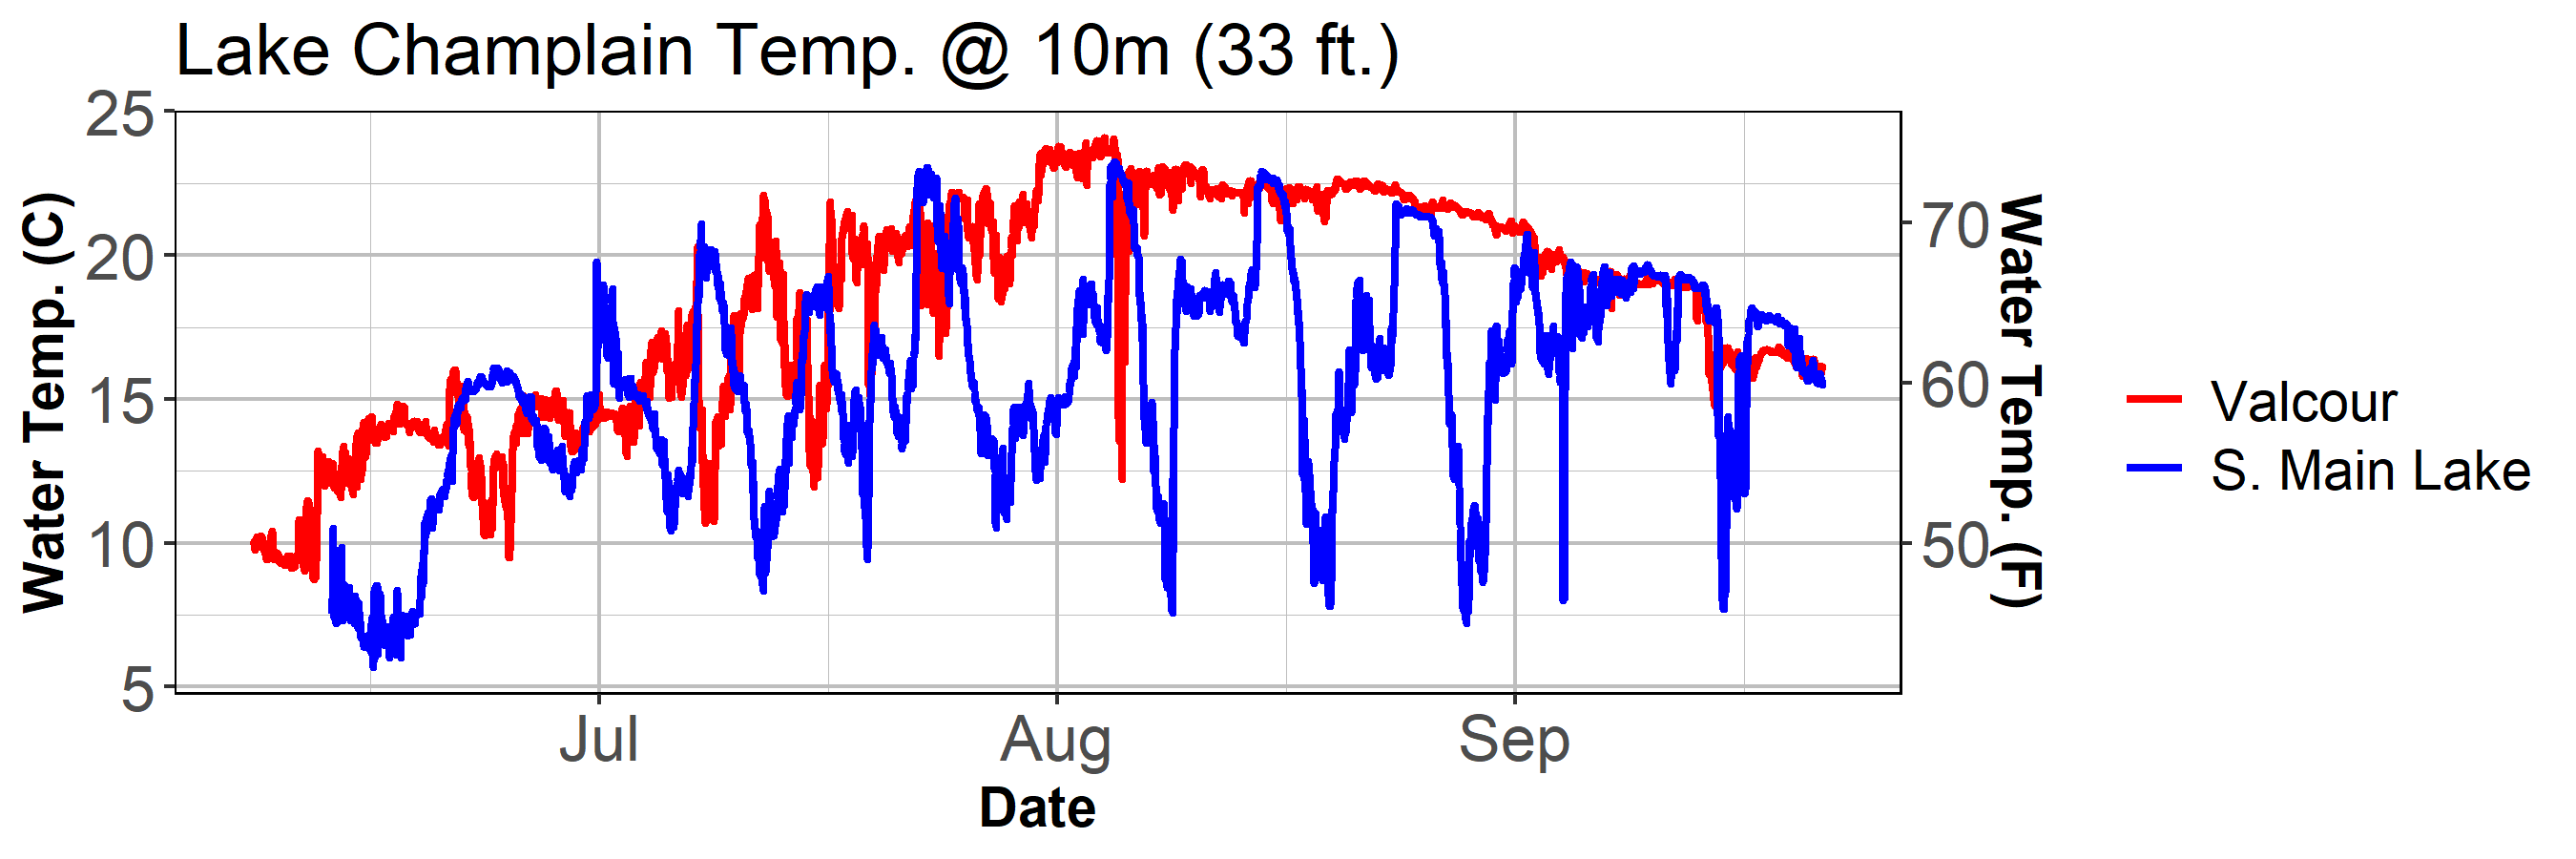 Lake Champlain Temp. @ 10m (33 ft.)
Water Temp. (C)
25
20
15
10
5
Jul
Aug
Sep
Date
70
60
50
Water Temp. (F)
Valcour
S. Main Lake